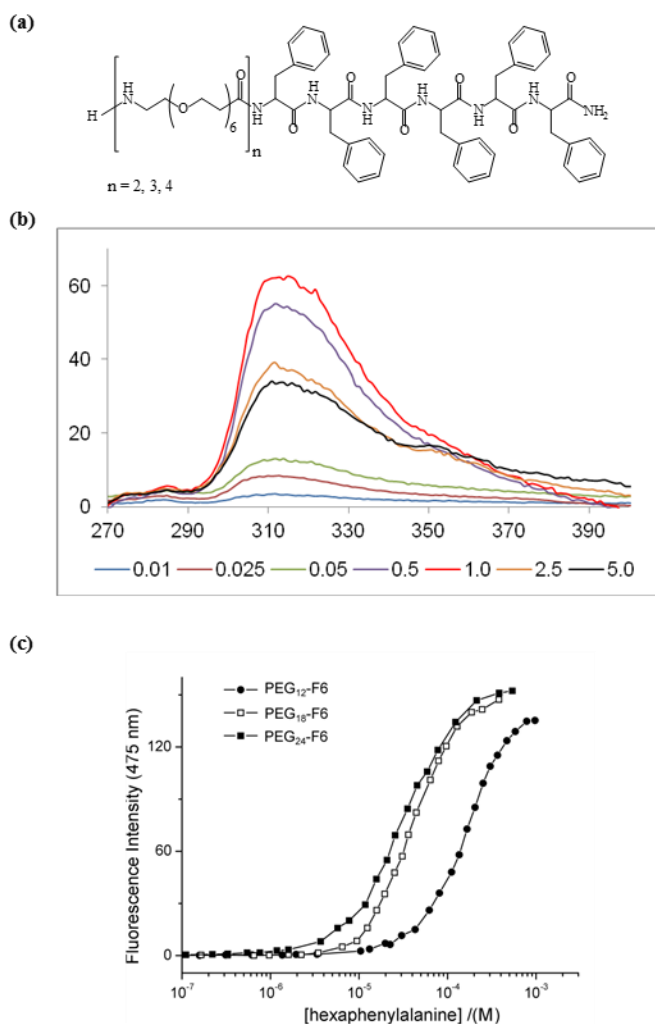 (a)
H
H
N
O
6
O
n
N
H
O
H
N
O
N
H
O
H
N
O
N
H
O
H
N
O
NH2
n = 2, 3, 4
(b)
60
40
20
0
270 290 310 330 350 370 390
0.01 0.025 0.05 0.5 1.0 2.5 5.0
(c)
PEG12-F6
PEG18-F6
PEG24-F6
Fluorescence Intensity (475 nm)
120
60
0
10-7 10-6 10-5 10-4 10-3
[hexaphenylalanine] /(M)